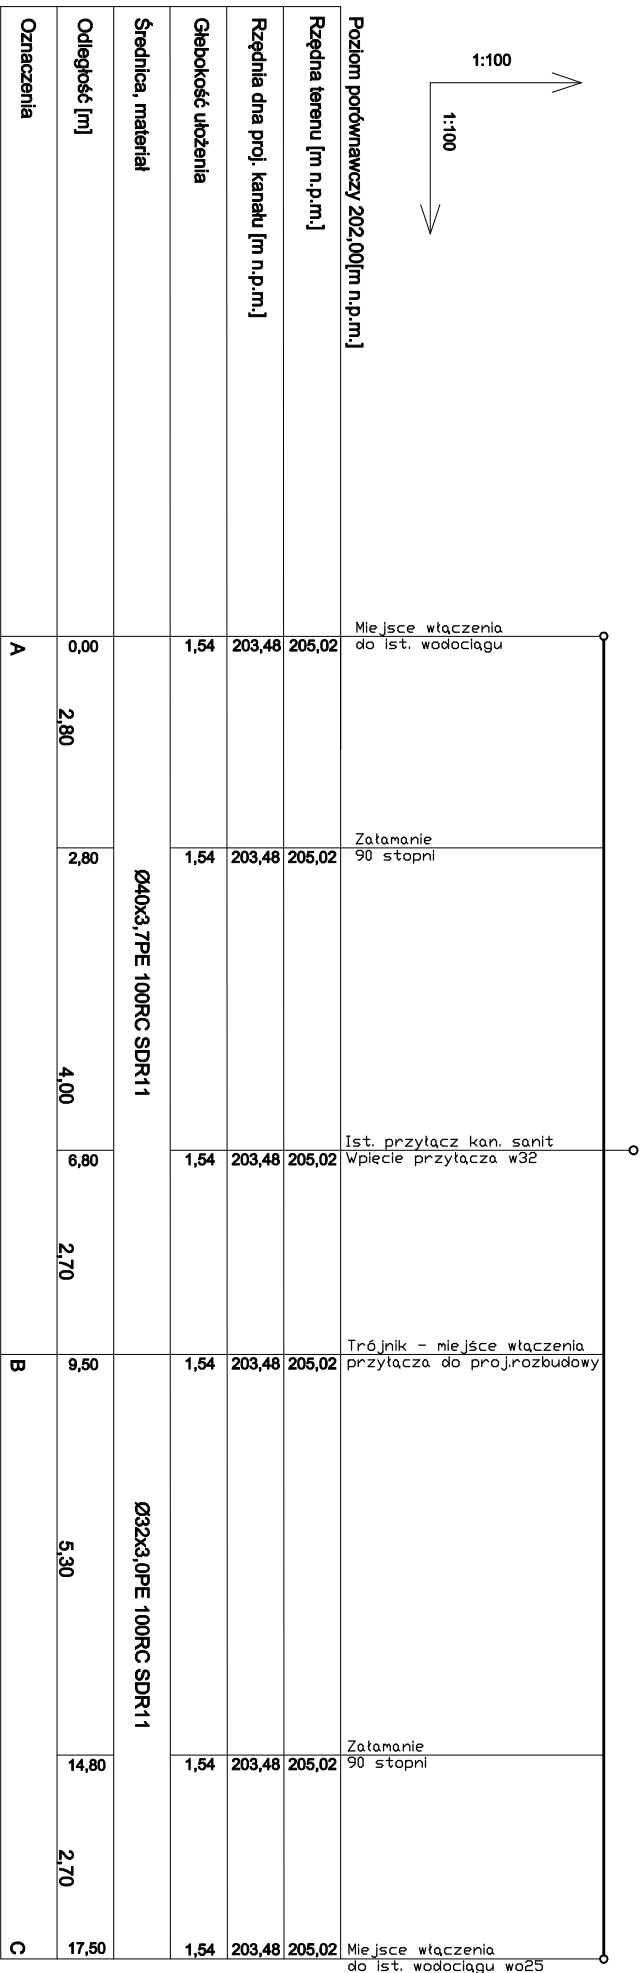 1:100
1:100
Poziom porównawczy 202,00[m n.p.m.]
Rzędna terenu [m n.p.m.]
Rzędnia dna proj. kanału [m n.p.m.]
Głebokość ułożenia
Średnica, materiał
Odległość [m]
Oznaczenia
Miejsce włączenia
do ist. wodociągu
205,02
203,48
1,54
0,00
A
2,80
Załamanie
90 stopni
205,02
203,48
1,54
2,80
Ø40x3,7PE 100RC SDR11
4,00
Ist. przyłącz kan. sanit
Wpięcie przyłącza w32
205,02
203,48
1,54
6,80
2,70
Trójnik - miejśce włączenia
przyłącza do proj.rozbudowy
205,02
203,48
1,54
9,50
B
Ø32x3,0PE 100RC SDR11
5,30
Załamanie
90 stopni
205,02
203,48
1,54
14,80
2,70
Miejsce włączenia
do ist. wodociągu wo25
205,02
203,48
1,54
17,50
C